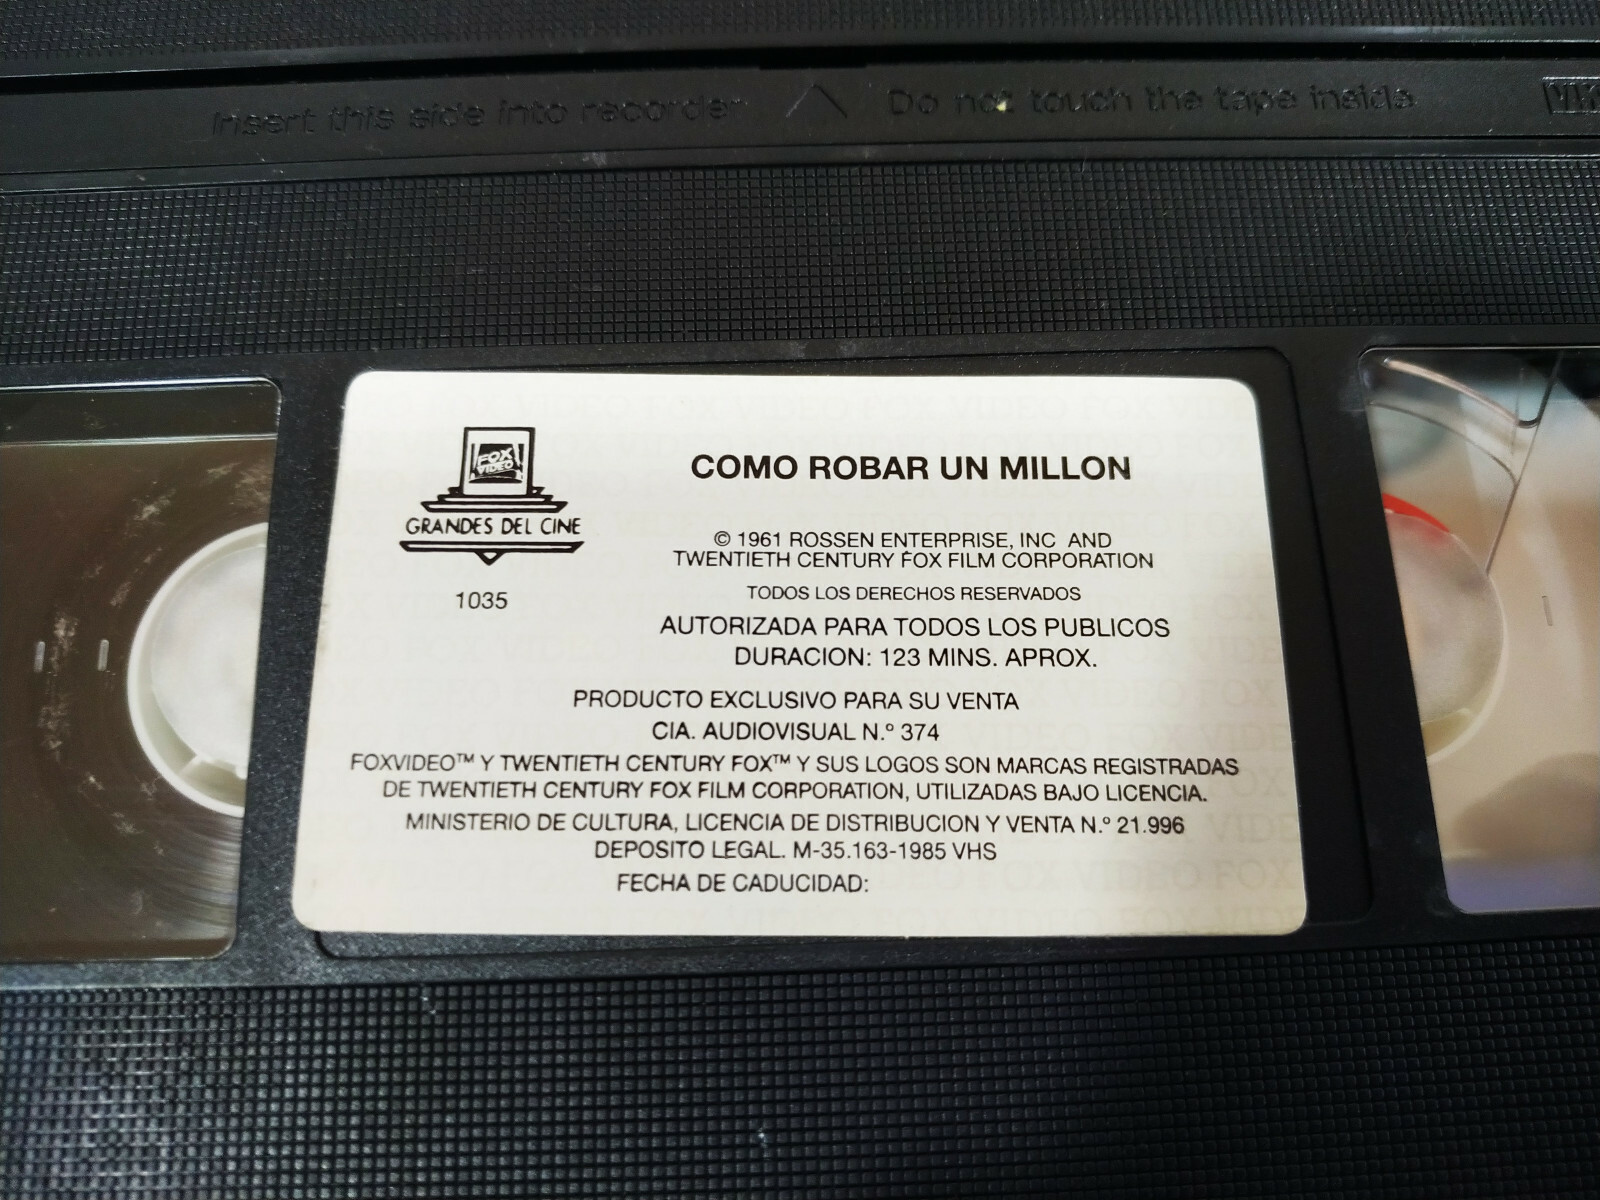 Insert this side into recorder
Do not touch the tape inside
VHS
FOX
VIDEO
GRANDES DEL CINE
1035
COMO ROBAR UN MILLON
© 1961 ROSSEN ENTERPRISE, INC AND
TWENTIETH CENTURY FOX FILM CORPORATION
TODOS LOS DERECHOS RESERVADOS
AUTORIZADA PARA TODOS LOS PUBLICOS
DURACION: 123 MINS. APROX.
PRODUCTO EXCLUSIVO PARA SU VENTA
CIA. AUDIOVISUAL N.º 374
FOXVIDEO™ Y TWENTIETH CENTURY FOX™ Y SUS LOGOS SON MARCAS REGISTRADAS
DE TWENTIETH CENTURY FOX FILM CORPORATION, UTILIZADAS BAJO LICENCIA.
MINISTERIO DE CULTURA, LICENCIA DE DISTRIBUCION Y VENTA N.º 21.996
DEPOSITO LEGAL. M-35.163-1985 VHS
FECHA DE CADUCIDAD: